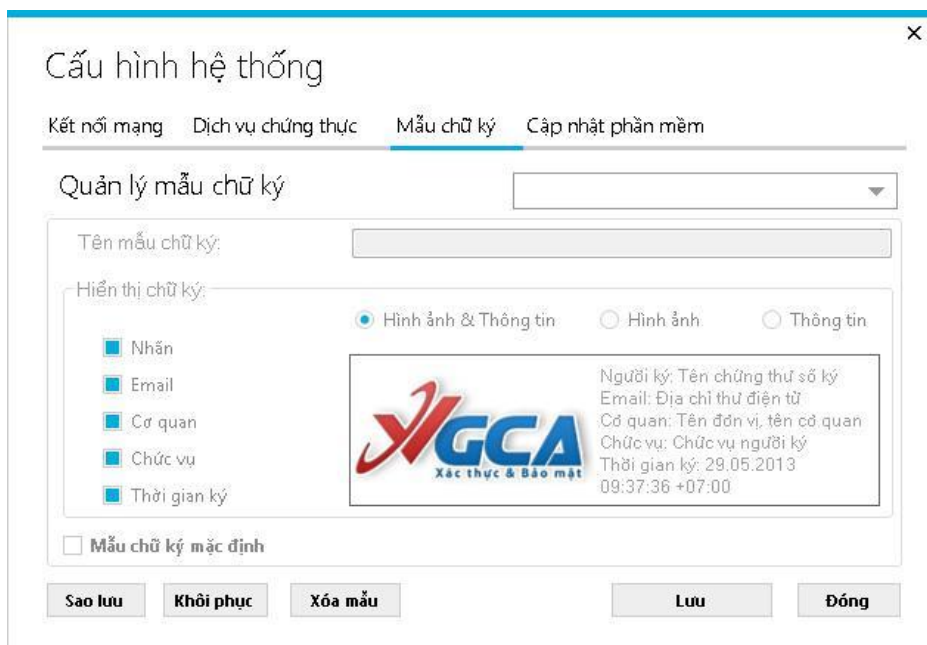 Cấu hình hệ thống
Kết nối mạng Dịch vụ chứng thực Mẫu chữ ký Cập nhật phần mềm
Quản lý mẫu chữ ký
Tên mẫu chữ ký:
Hiển thị chữ ký:
Hình ảnh & Thông tin Hình ảnh Thông tin
Nhãn
Email
Cơ quan
Chức vụ
Thời gian ký
VGCA
Xác thực & Bảo mật
Người ký: Tên chứng thư số ký
Email: Địa chỉ thư điện tử
Cơ quan: Tên đơn vị, tên cơ quan
Chức vụ: Chức vụ người ký
Thời gian ký: 29.05.2013
09:37:36 +07:00
Mẫu chữ ký mặc định
Sao lưu Khôi phục Xóa mẫu Lưu Đóng